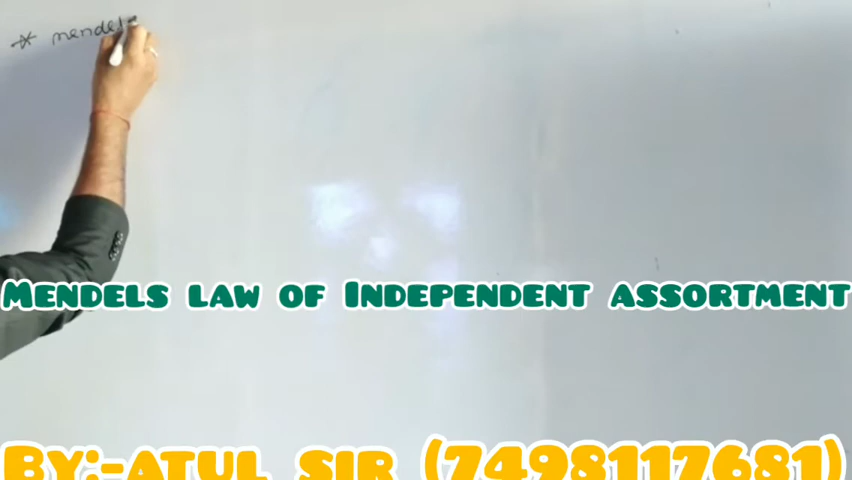 * mendel's
MENDELS LAW OF INDEPENDENT ASSORTMENT
BY:-ATUL SIR (7498117681)